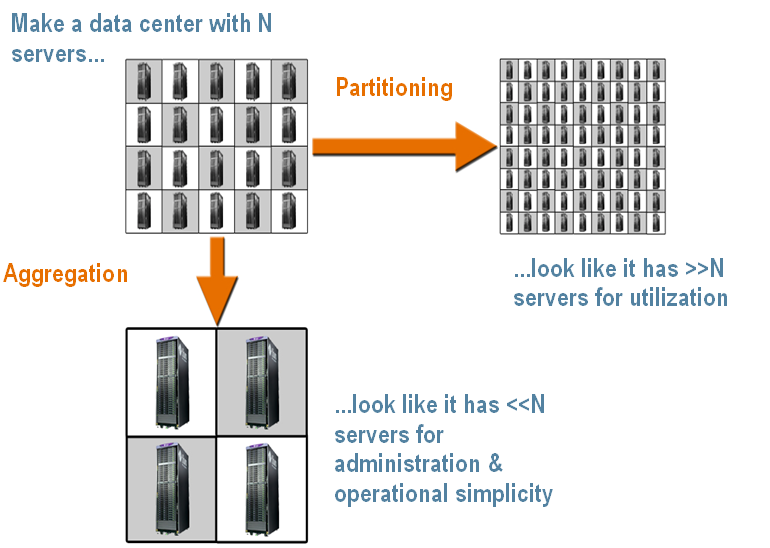 Make a data center with N
servers...
Partitioning
Aggregation
...look like it has >>N
servers for utilization
...look like it has <<N
servers for
administration &
operational simplicity